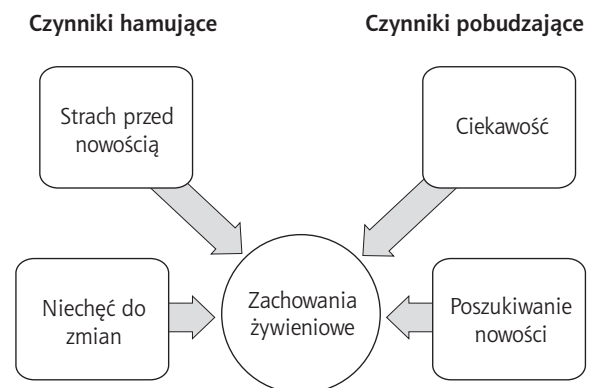 Czynniki hamujące
Czynniki pobudzające
Strach przed
nowością
Ciekawość
Niechęć do
zmian
Zachowania
żywieniowe
Poszukiwanie
nowości